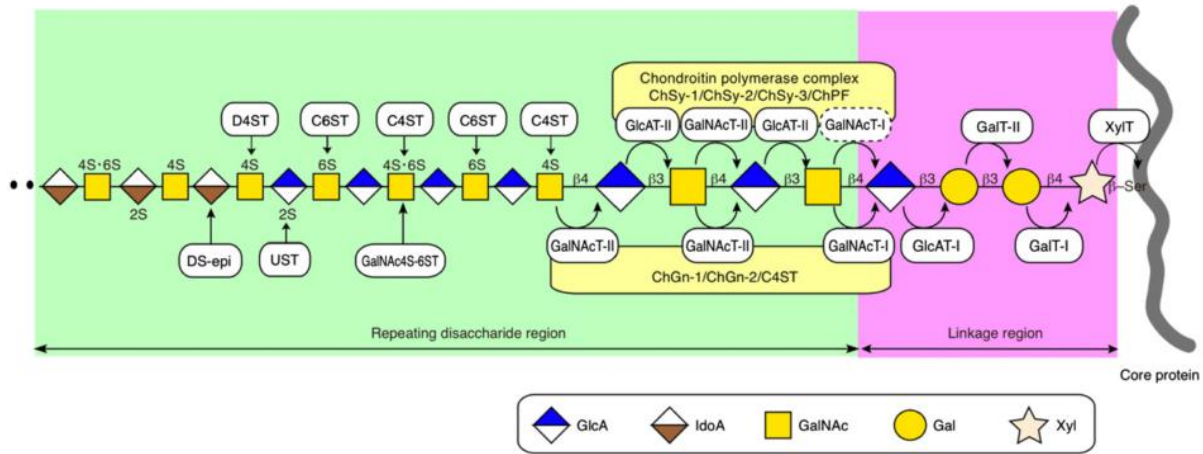 Chondroitin polymerase complex
ChSy-1/ChSy-2/ChSy-3/ChPF
D4ST C6ST C4ST C6ST C4ST GlcAT-II GalNAcT-II GlcAT-II GalNAcT-I GalT-II XylT
4S・6S 4S 4S 6S 4S・6S 6S 4S
β4 β3 β4 β3 β4 β3 β3 β4 β–Ser
2S 2S
DS-epi UST GalNAc4S-6ST GalNAcT-II GalNAcT-II GalNAcT-I GlcAT-I GalT-I
ChGn-1/ChGn-2/C4ST
Repeating disaccharide region Linkage region
Core protein
GlcA IdoA GalNAc Gal Xyl